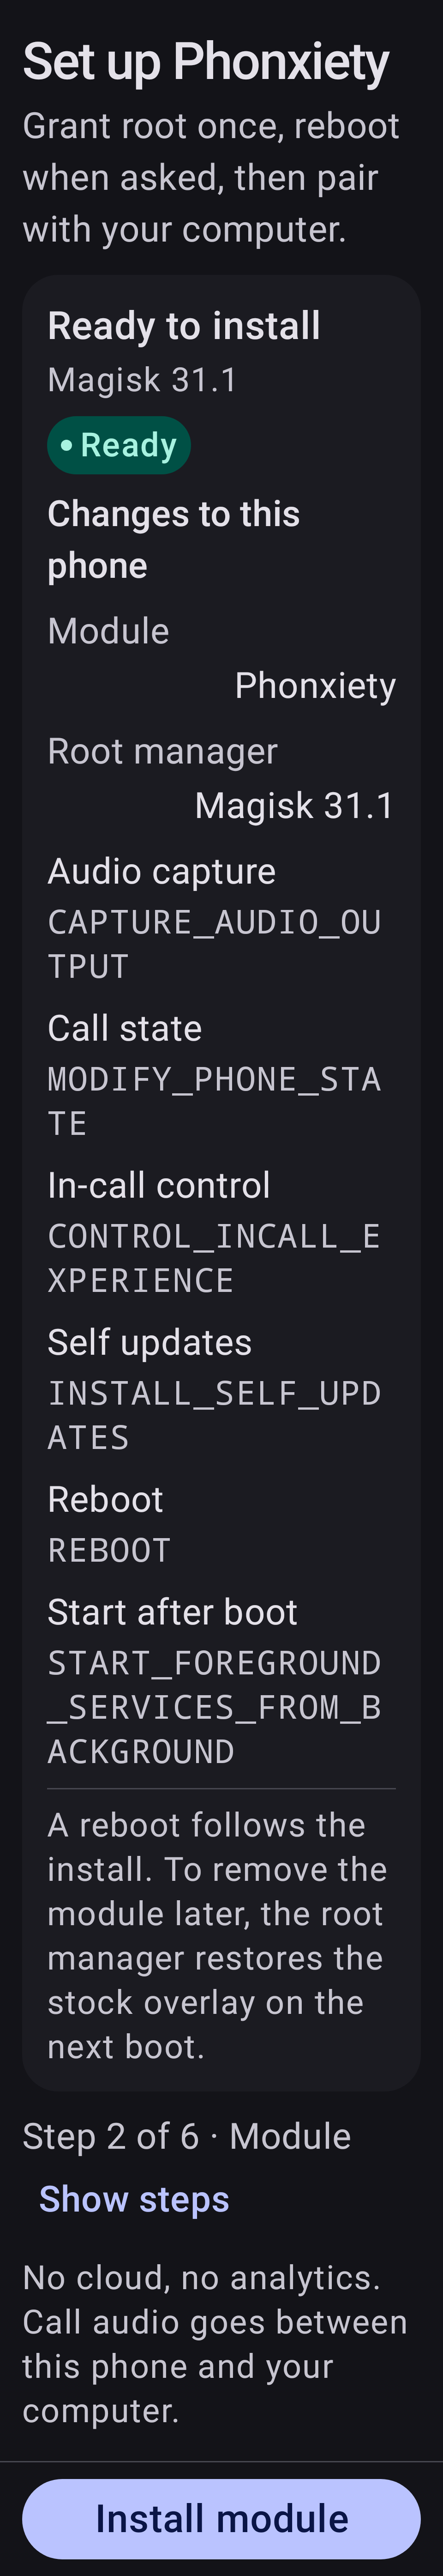 Set up Phonxiety
Grant root once, reboot
when asked, then pair
with your computer.
Ready to install
Magisk 31.1
• Ready
Changes to this
phone
Module
Phonxiety
Root manager
Magisk 31.1
Audio capture
CAPTURE_AUDIO_OU
TPUT
Call state
MODIFY_PHONE_STA
TE
In-call control
CONTROL_INCALL_E
XPERIENCE
Self updates
INSTALL_SELF_UPD
ATES
Reboot
REBOOT
Start after boot
START_FOREGROUND
_SERVICES_FROM_B
ACKGROUND
A reboot follows the
install. To remove the
module later, the root
manager restores the
stock overlay on the
next boot.
Step 2 of 6 · Module
Show steps
No cloud, no analytics.
Call audio goes between
this phone and your
computer.
Install module